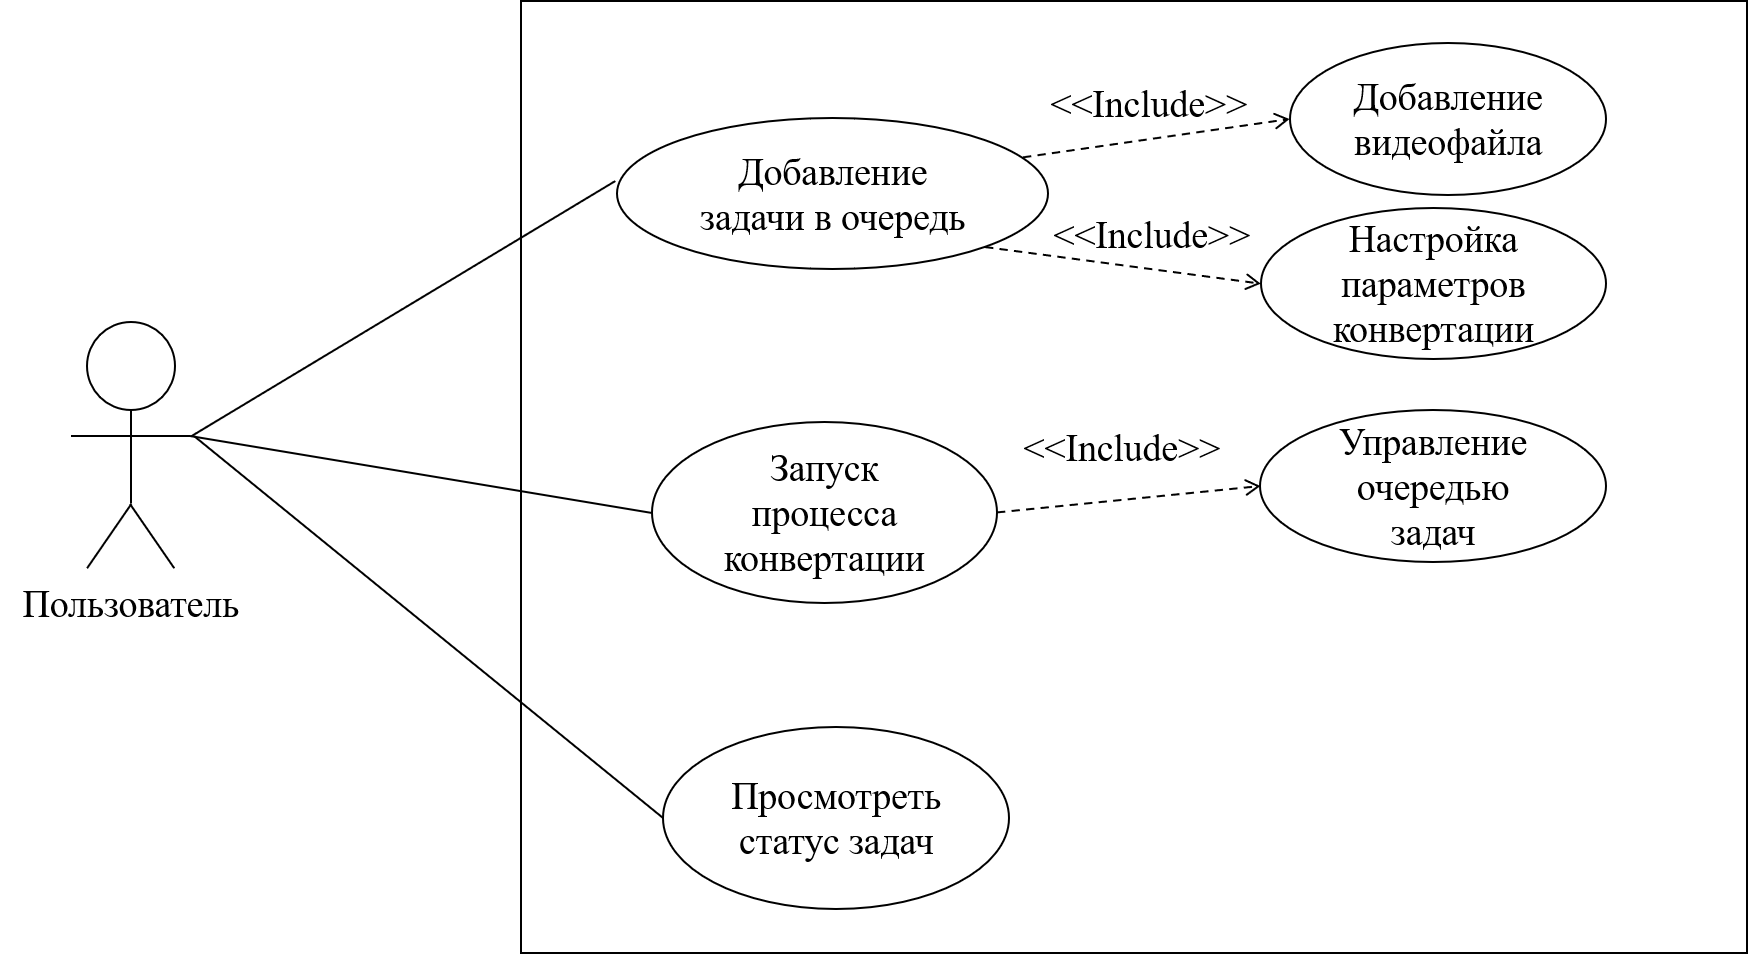 <<Include>>
Добавление
видеофайла
Добавление
задачи в очередь
<<Include>>
Настройка
параметров
конвертации
Пользователь
Запуск
процесса
конвертации
<<Include>>
Управление
очередью
задач
Просмотреть
статус задач